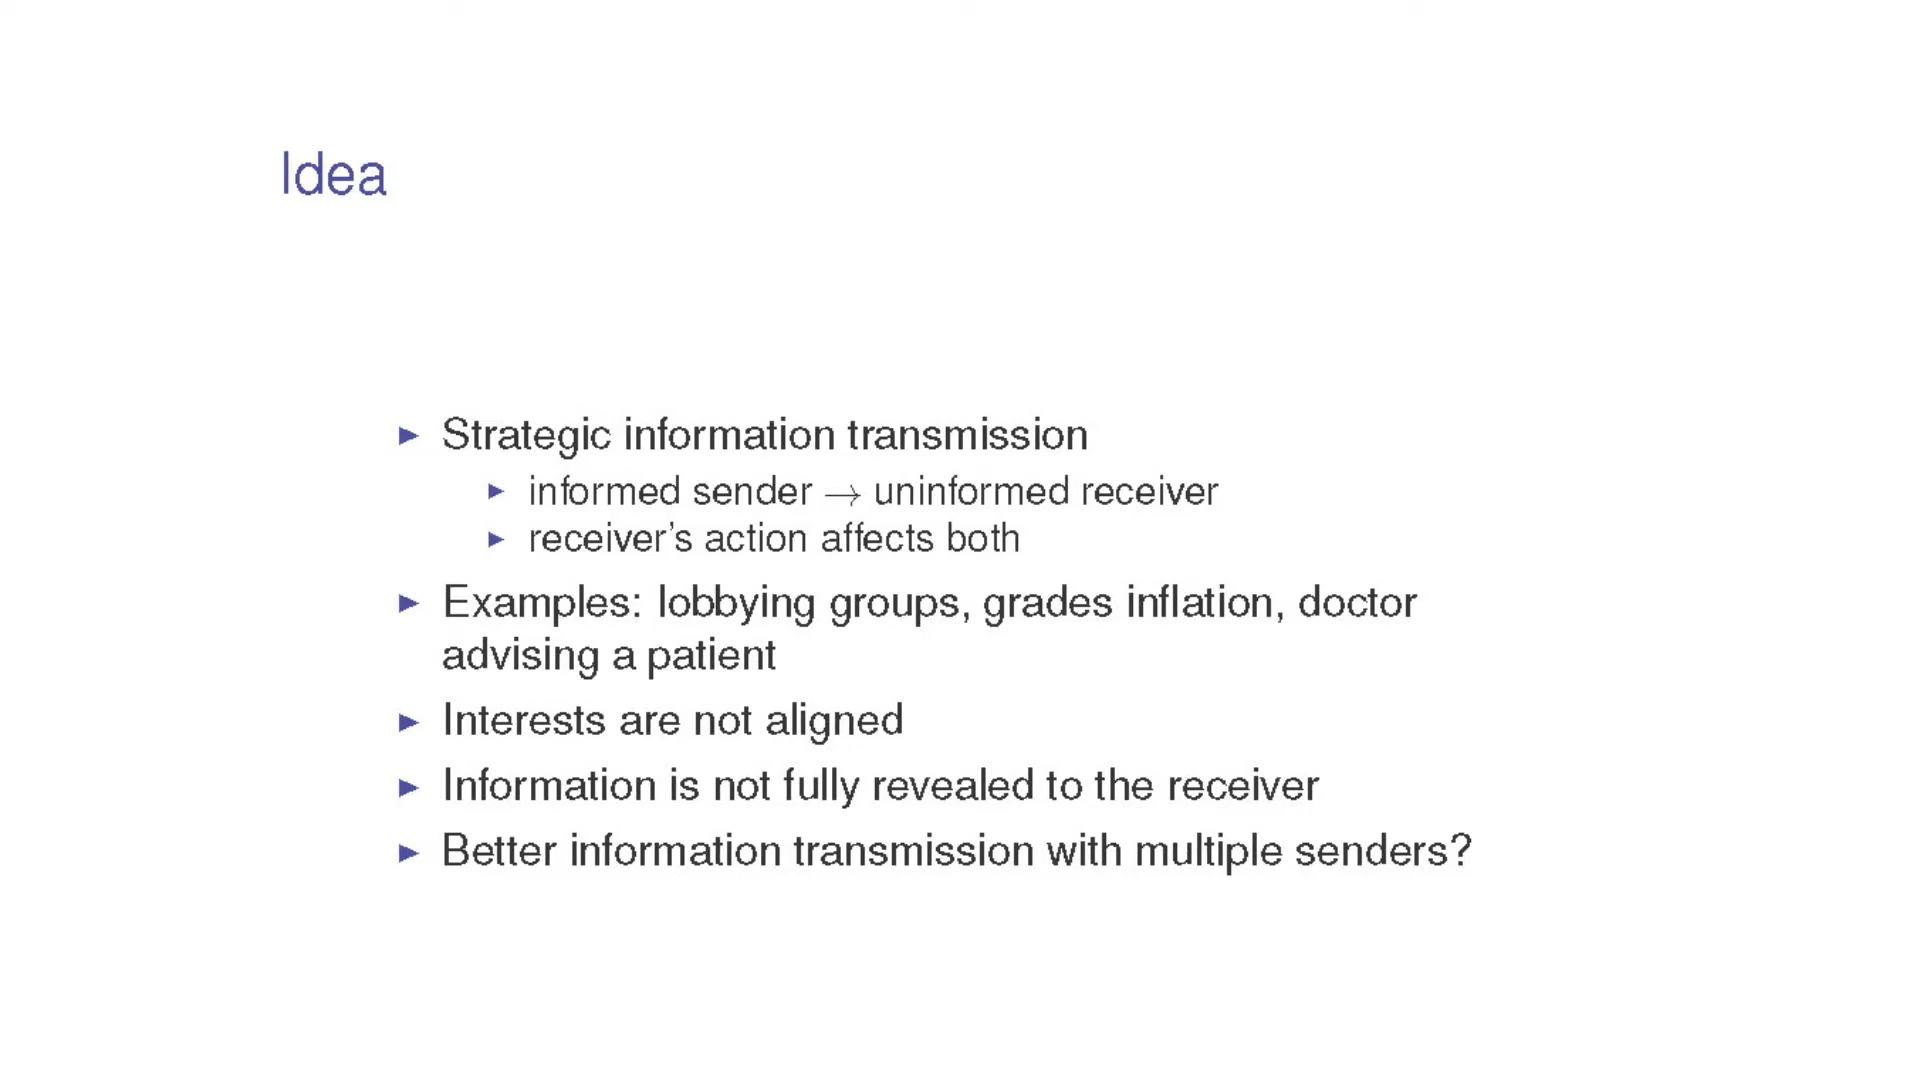 Idea
▶ Strategic information transmission
▶ informed sender → uninformed receiver
▶ receiver's action affects both
▶ Examples: lobbying groups, grades inflation, doctor
advising a patient
▶ Interests are not aligned
▶ Information is not fully revealed to the receiver
▶ Better information transmission with multiple senders?